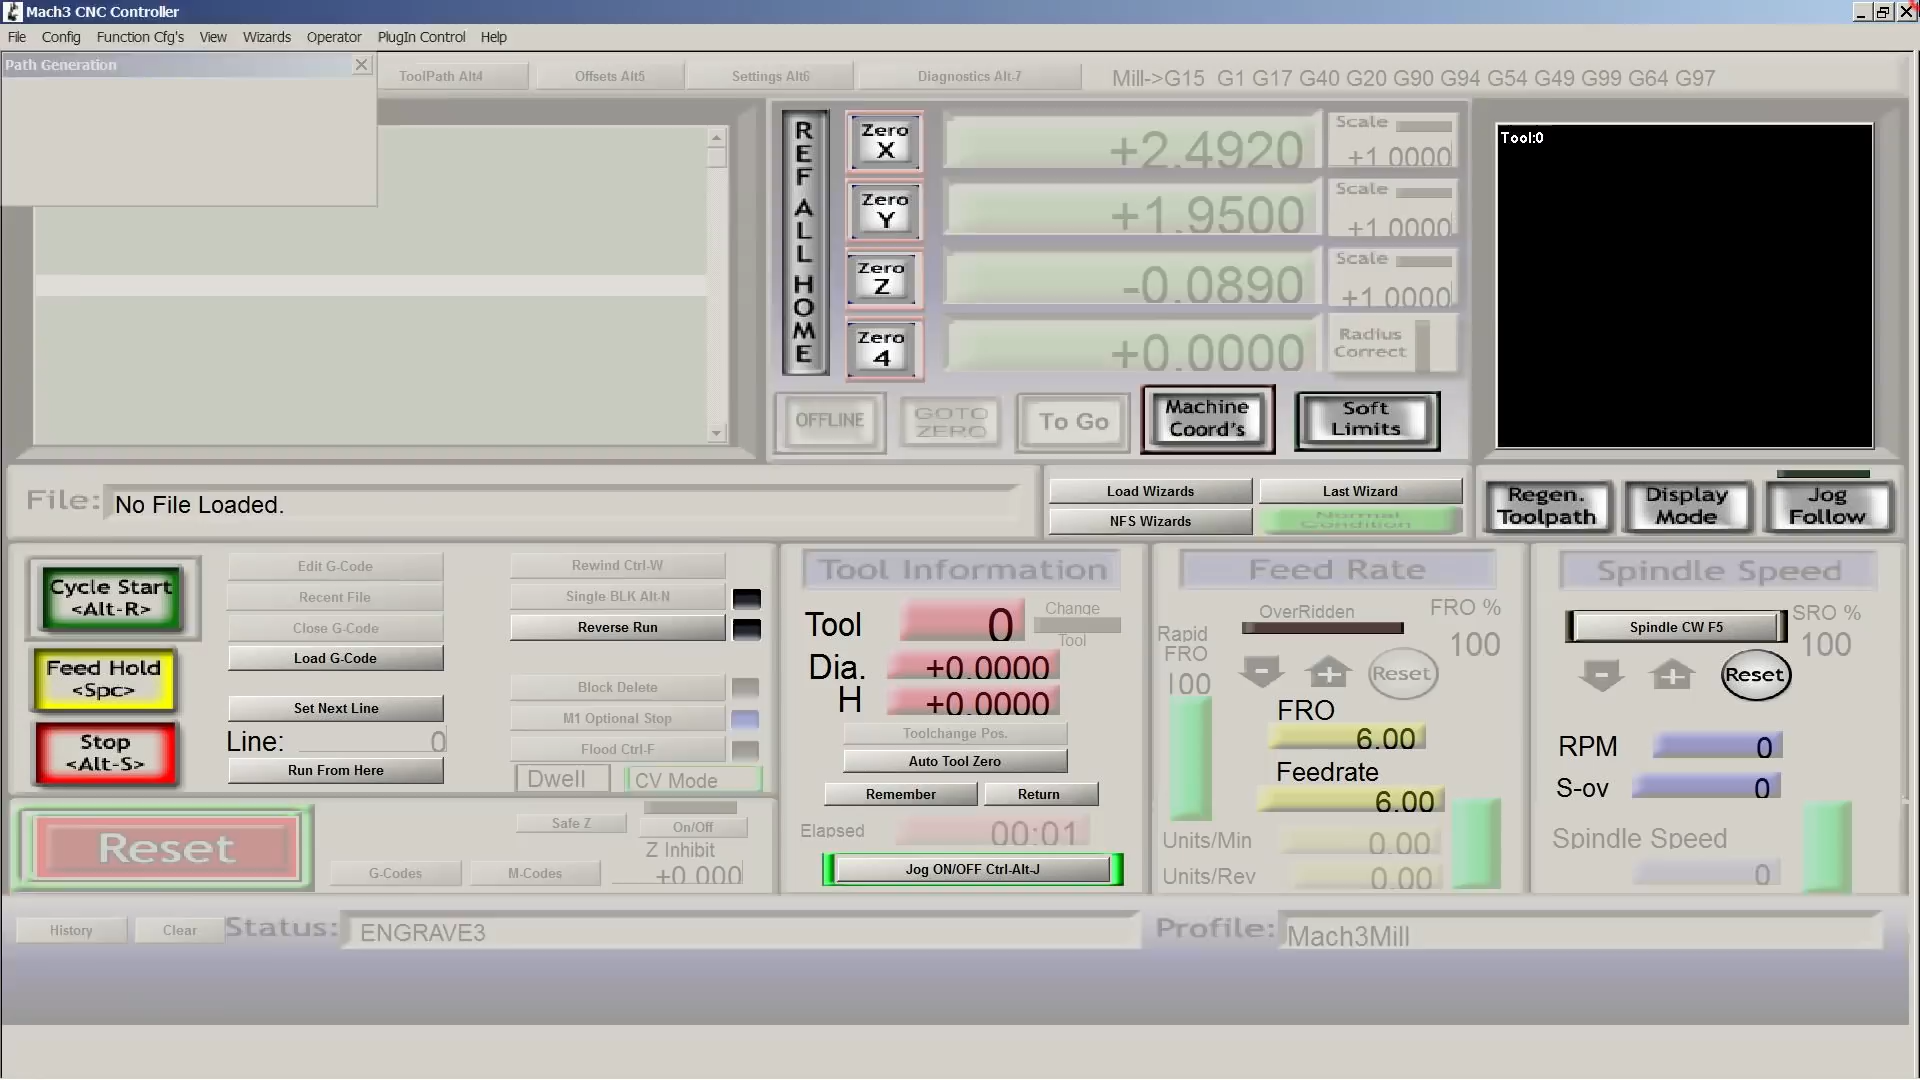 Mach3 CNC Controller
File Config Function Cfg's View Wizards Operator PlugIn Control Help
Path Generation
ToolPath Alt4 Offsets Alt5 Settings Alt6 Diagnostics Alt-7 Mill->G15 G1 G17 G40 G20 G90 G94 G54 G49 G99 G64 G97
REF ALL HOME
Zero X +2.4920 Scale +1.0000
Zero Y +1.9500 Scale +1.0000
Zero Z -0.0890 Scale +1.0000
Zero 4 +0.0000 Radius Correct
Tool:0
OFFLINE GOTO ZERO To Go Machine Coord's Soft Limits
File: No File Loaded.
Load Wizards Last Wizard
NFS Wizards Normal Condition
Regen. Toolpath Display Mode Jog Follow
Cycle Start <Alt-R>
Feed Hold <Spc>
Stop <Alt-S>
Edit G-Code
Recent File
Close G-Code
Load G-Code
Set Next Line
Line: 0
Run From Here
Rewind Ctrl-W
Single BLK Alt-N
Reverse Run
Block Delete
M1 Optional Stop
Flood Ctrl-F
Dwell CV Mode
Reset
G-Codes M-Codes
Safe Z On/Off
Z Inhibit
+0.000
Tool Information
Tool 0 Change Tool
Dia. +0.0000
H +0.0000
Toolchange Pos.
Auto Tool Zero
Remember Return
Elapsed 00:01
Jog ON/OFF Ctrl-Alt-J
Feed Rate
OverRidden FRO %
100
Rapid FRO
100
Reset
FRO
6.00
Feedrate
6.00
Units/Min 0.00
Units/Rev 0.00
Spindle Speed
Spindle CW F5 SRO %
100
Reset
RPM 0
S-ov 0
Spindle Speed
0
History Clear Status: ENGRAVE3 Profile: Mach3Mill